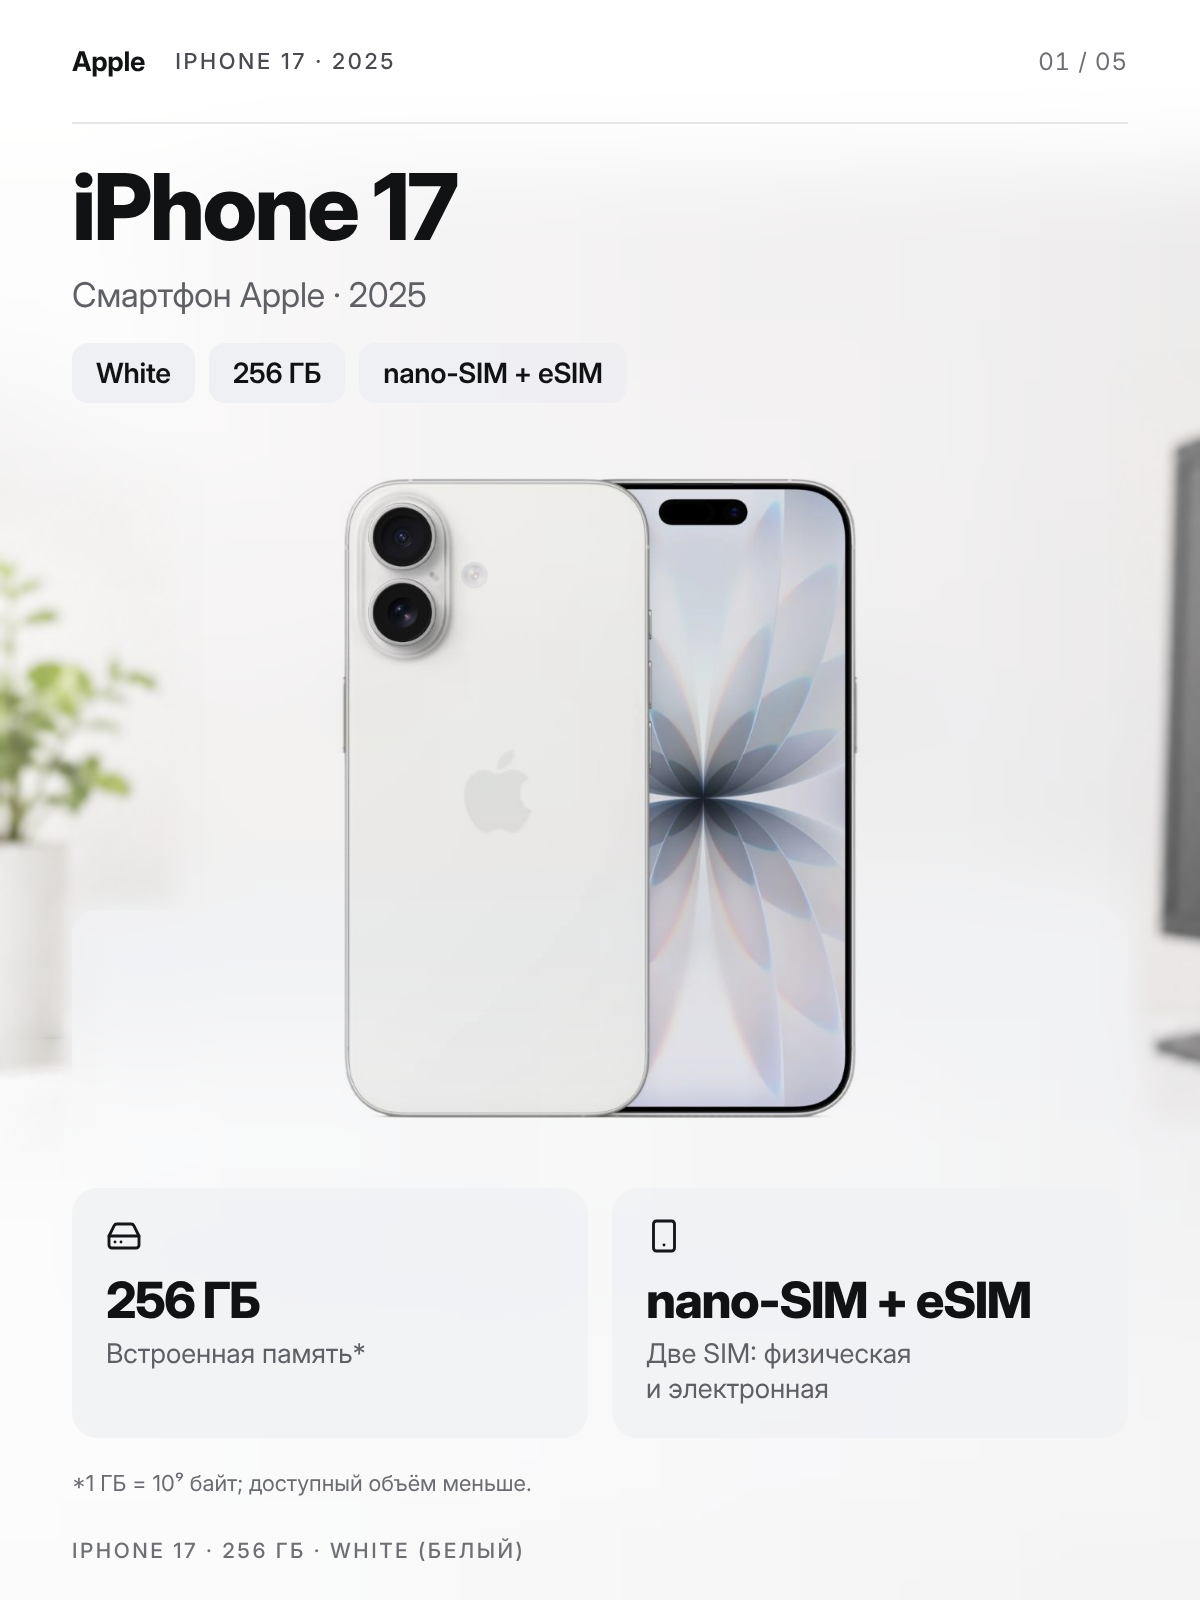 Apple IPHONE 17 · 2025 01 / 05
iPhone 17
Смартфон Apple · 2025
White 256 ГБ nano-SIM + eSIM
256 ГБ
Встроенная память*
nano-SIM + eSIM
Две SIM: физическая
и электронная
*1 ГБ = 10⁹ байт; доступный объём меньше.
IPHONE 17 · 256 ГБ · WHITE (БЕЛЫЙ)